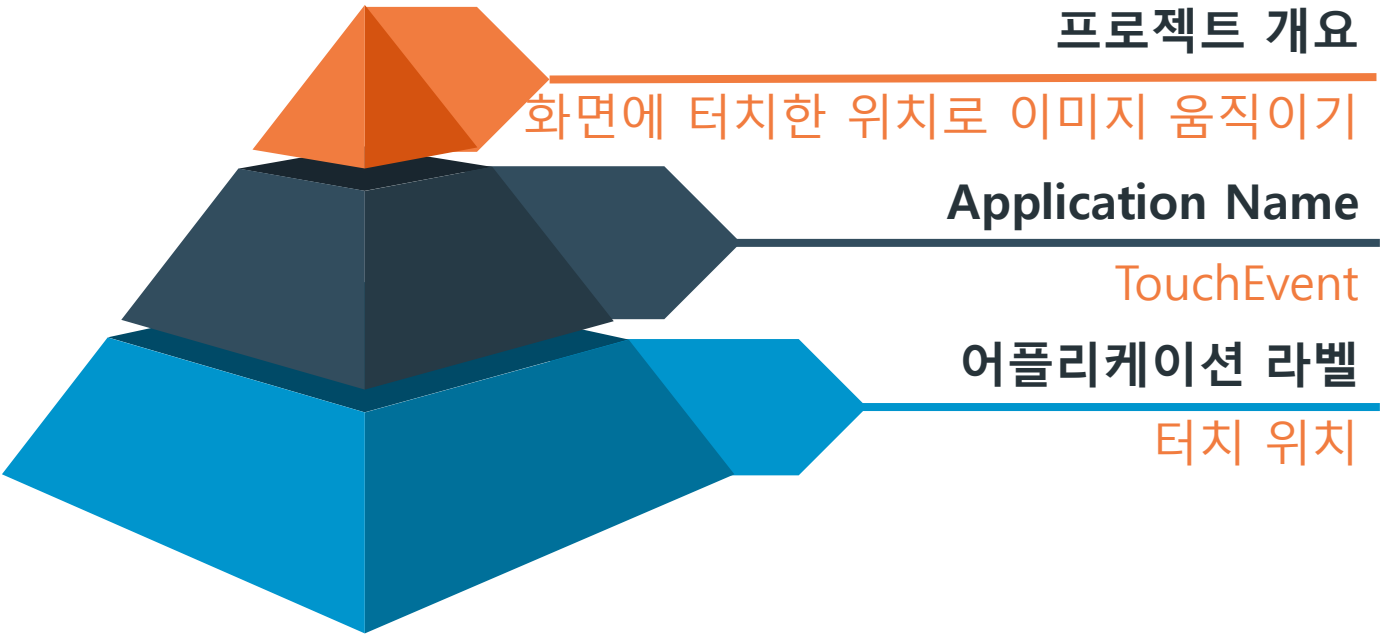 프로젝트 개요
화면에 터치한 위치로 이미지 움직이기
Application Name
TouchEvent
어플리케이션 라벨
터치 위치